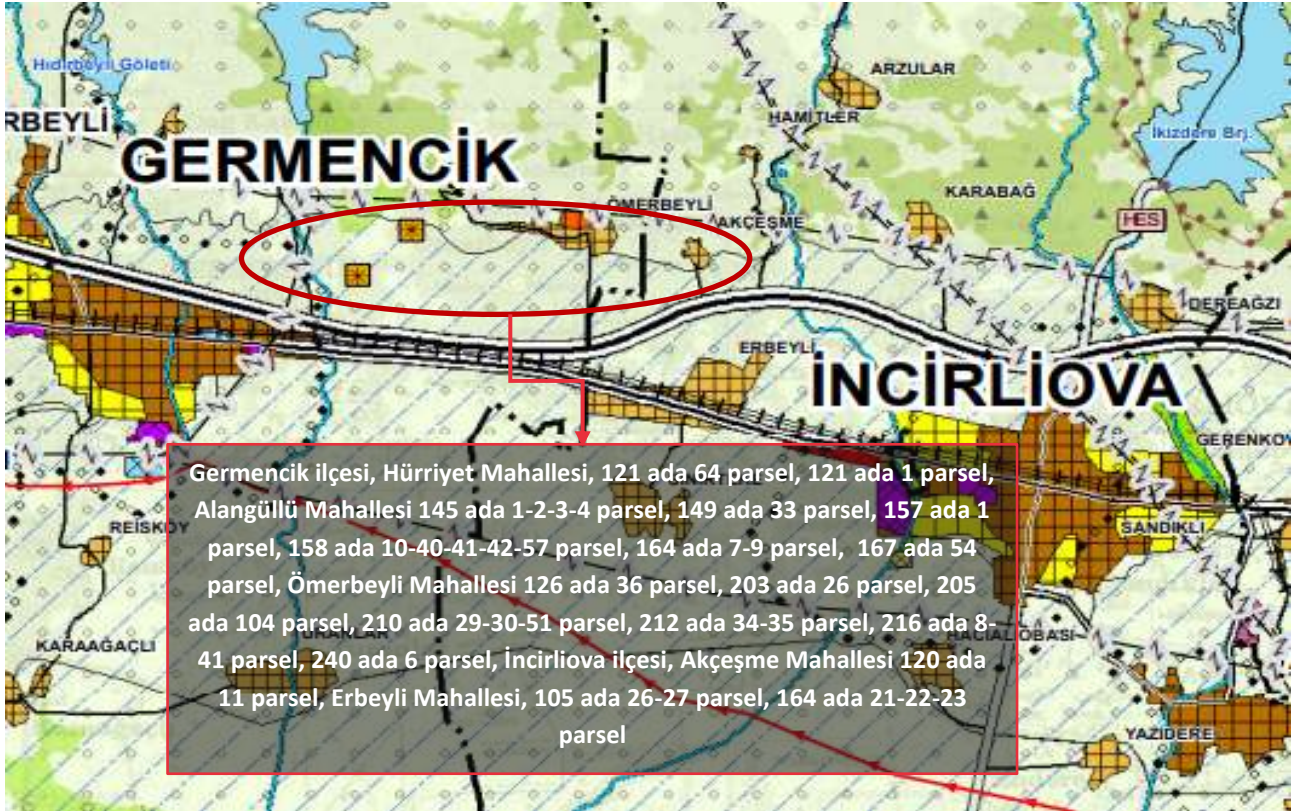 Hıdırbeyli Göleti
RBEYLİ
GERMENCİK
ARZULAR
HAMİTLER
İkizdere Brj.
KARABAĞ
HES
ÖMERBEYLİ
AKÇEŞME
DEREAĞZI
ERBEYLİ
İNCİRLİOVA
GERENKOV
Germencik ilçesi, Hürriyet Mahallesi, 121 ada 64 parsel, 121 ada 1 parsel,
Alangüllü Mahallesi 145 ada 1-2-3-4 parsel, 149 ada 33 parsel, 157 ada 1
parsel, 158 ada 10-40-41-42-57 parsel, 164 ada 7-9 parsel, 167 ada 54
parsel, Ömerbeyli Mahallesi 126 ada 36 parsel, 203 ada 26 parsel, 205
ada 104 parsel, 210 ada 29-30-51 parsel, 212 ada 34-35 parsel, 216 ada 8-
41 parsel, 240 ada 6 parsel, İncirliova ilçesi, Akçeşme Mahallesi 120 ada
11 parsel, Erbeyli Mahallesi, 105 ada 26-27 parsel, 164 ada 21-22-23
parsel
REİSKÖY
SANDIKLI
KARAAĞAÇLI
HACIALİOBASI
YAZIDERE